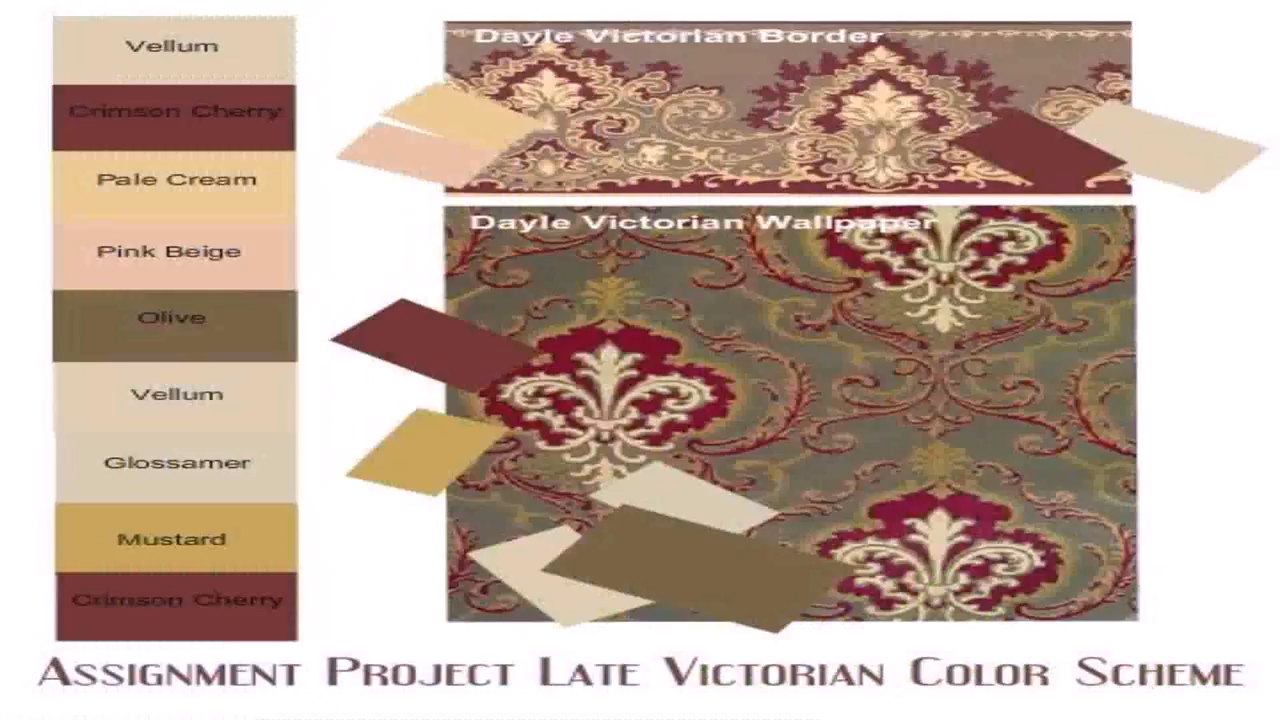 Vellum
Crimson Cherry
Pale Cream
Pink Beige
Olive
Vellum
Glossamer
Mustard
Crimson Cherry
Dayle Victorian Border
Dayle Victorian Wallpaper
Assignment Project Late Victorian Color Scheme